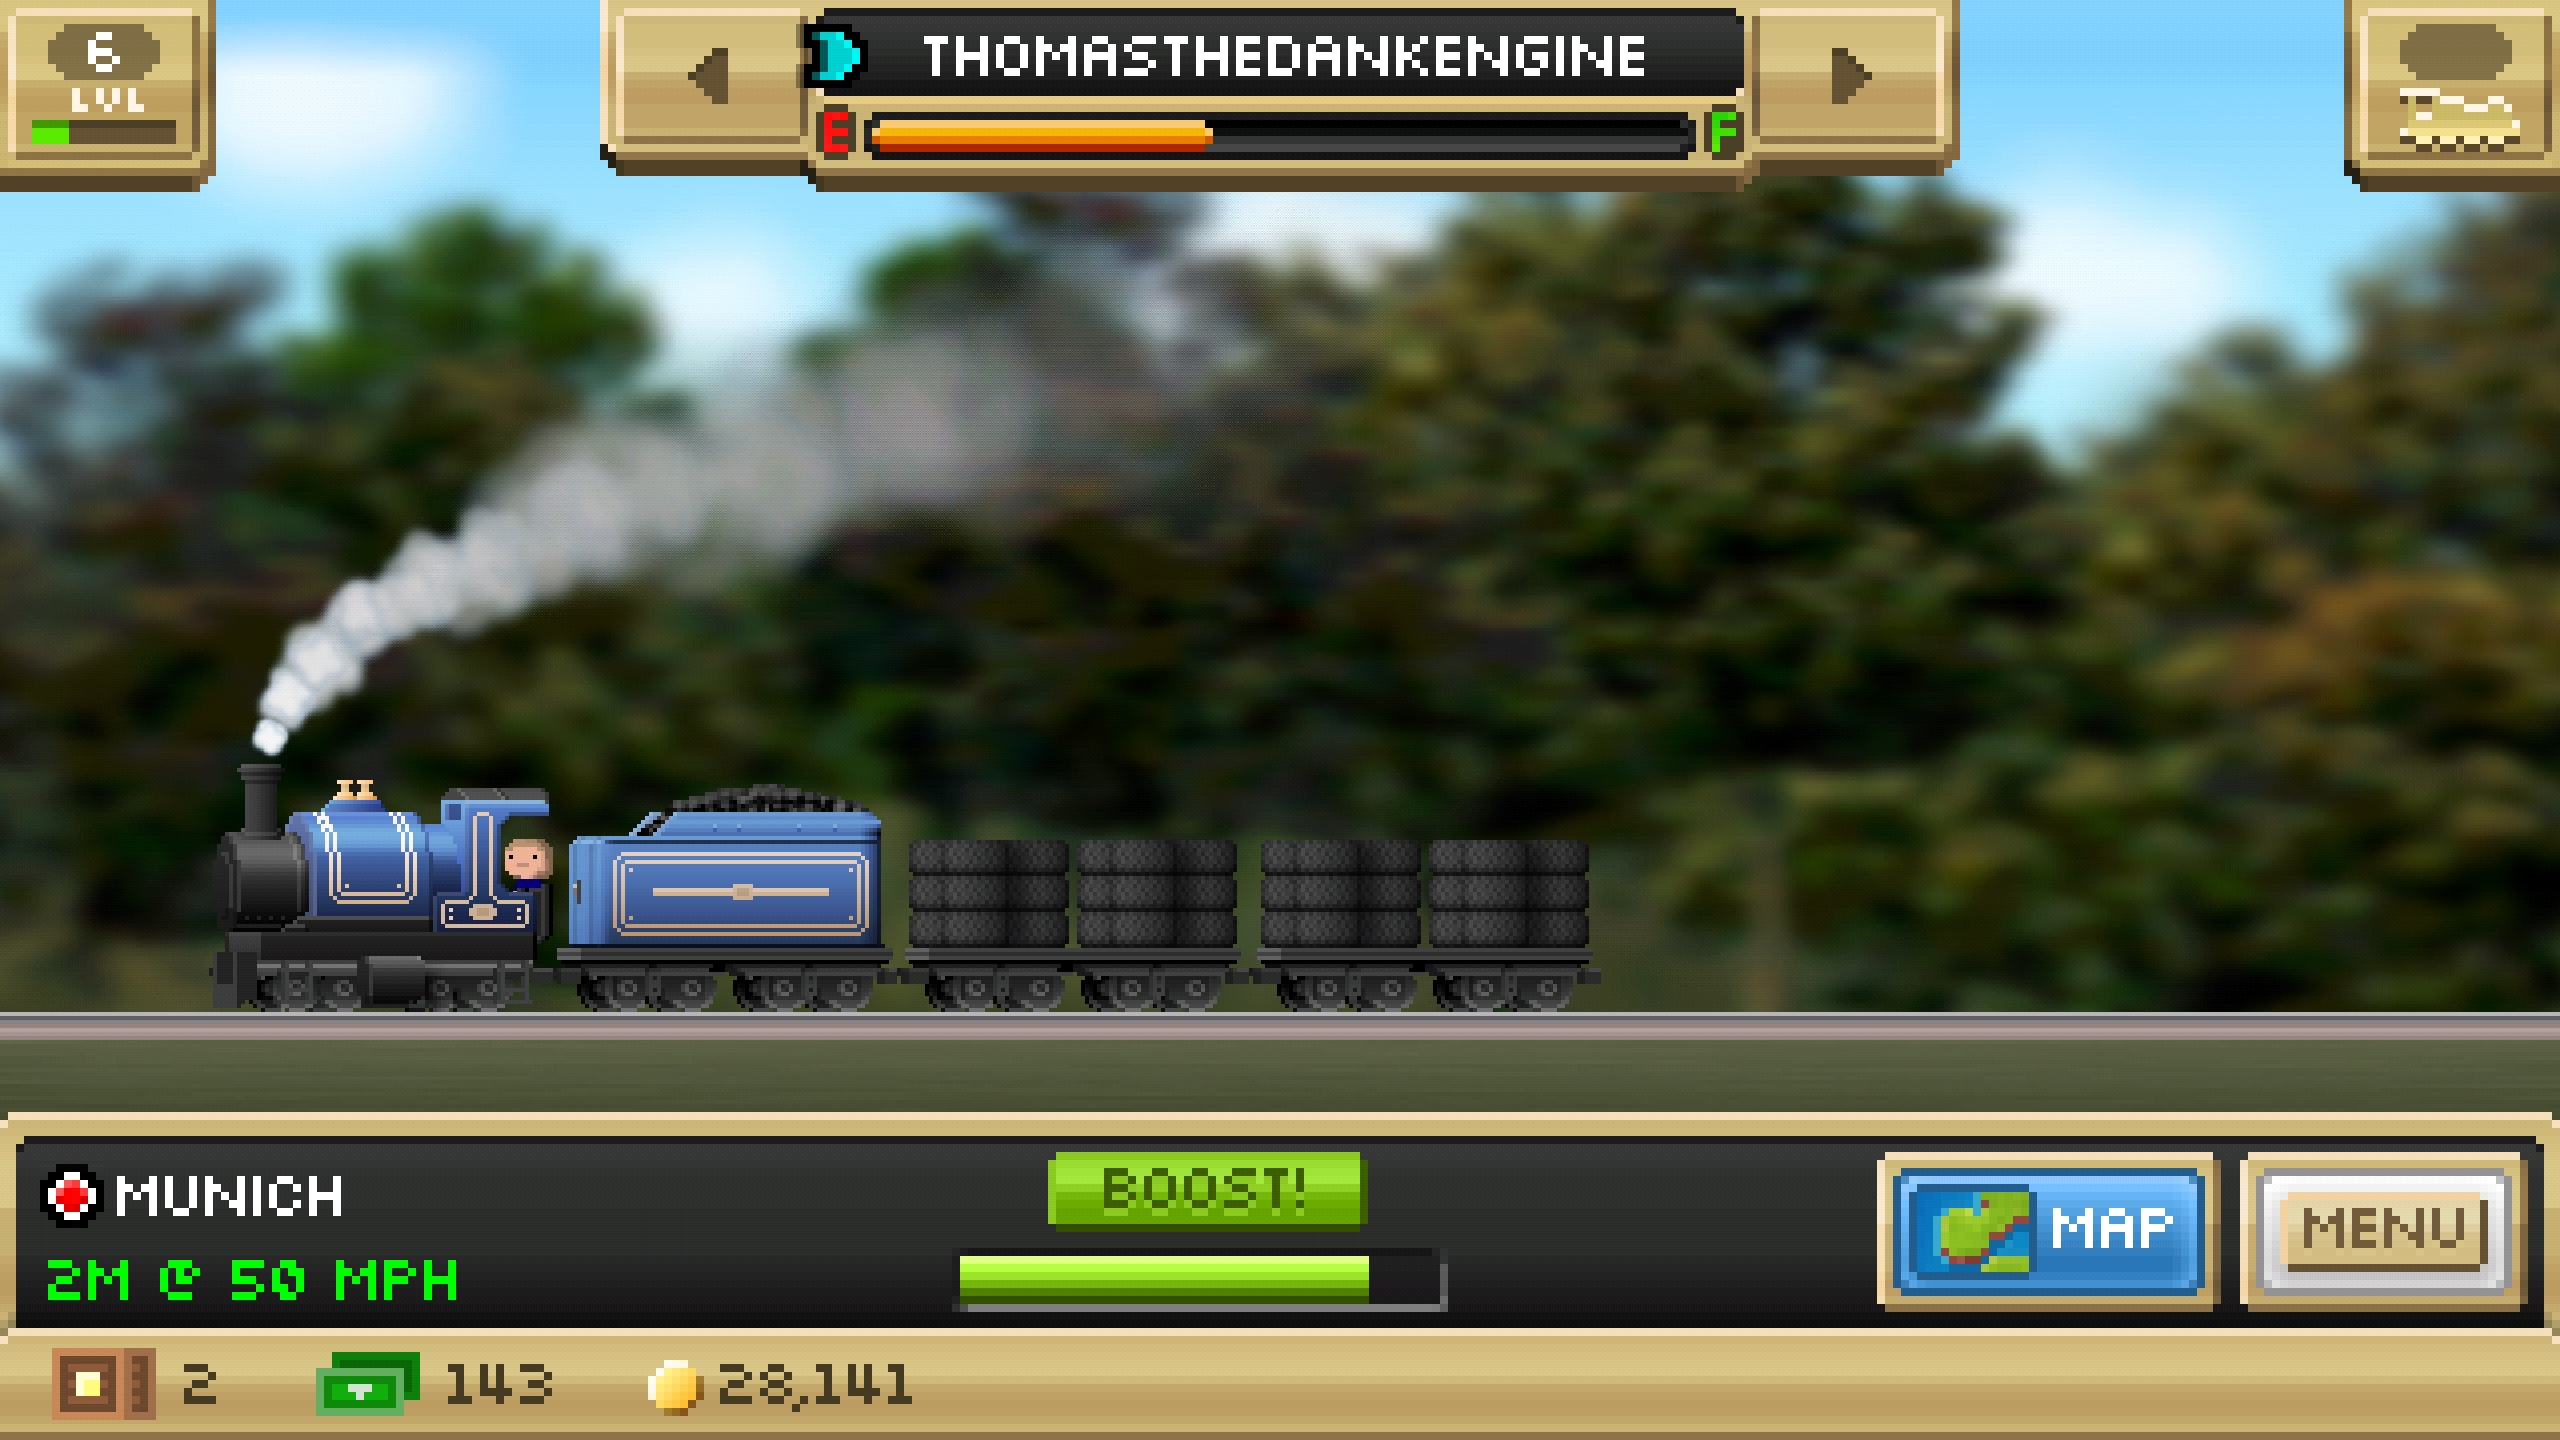 6
LVL
THOMASTHEDANKENGINE
E F
MUNICH
2M @ 50 MPH
BOOST!
MAP
MENU
2 143 28,141